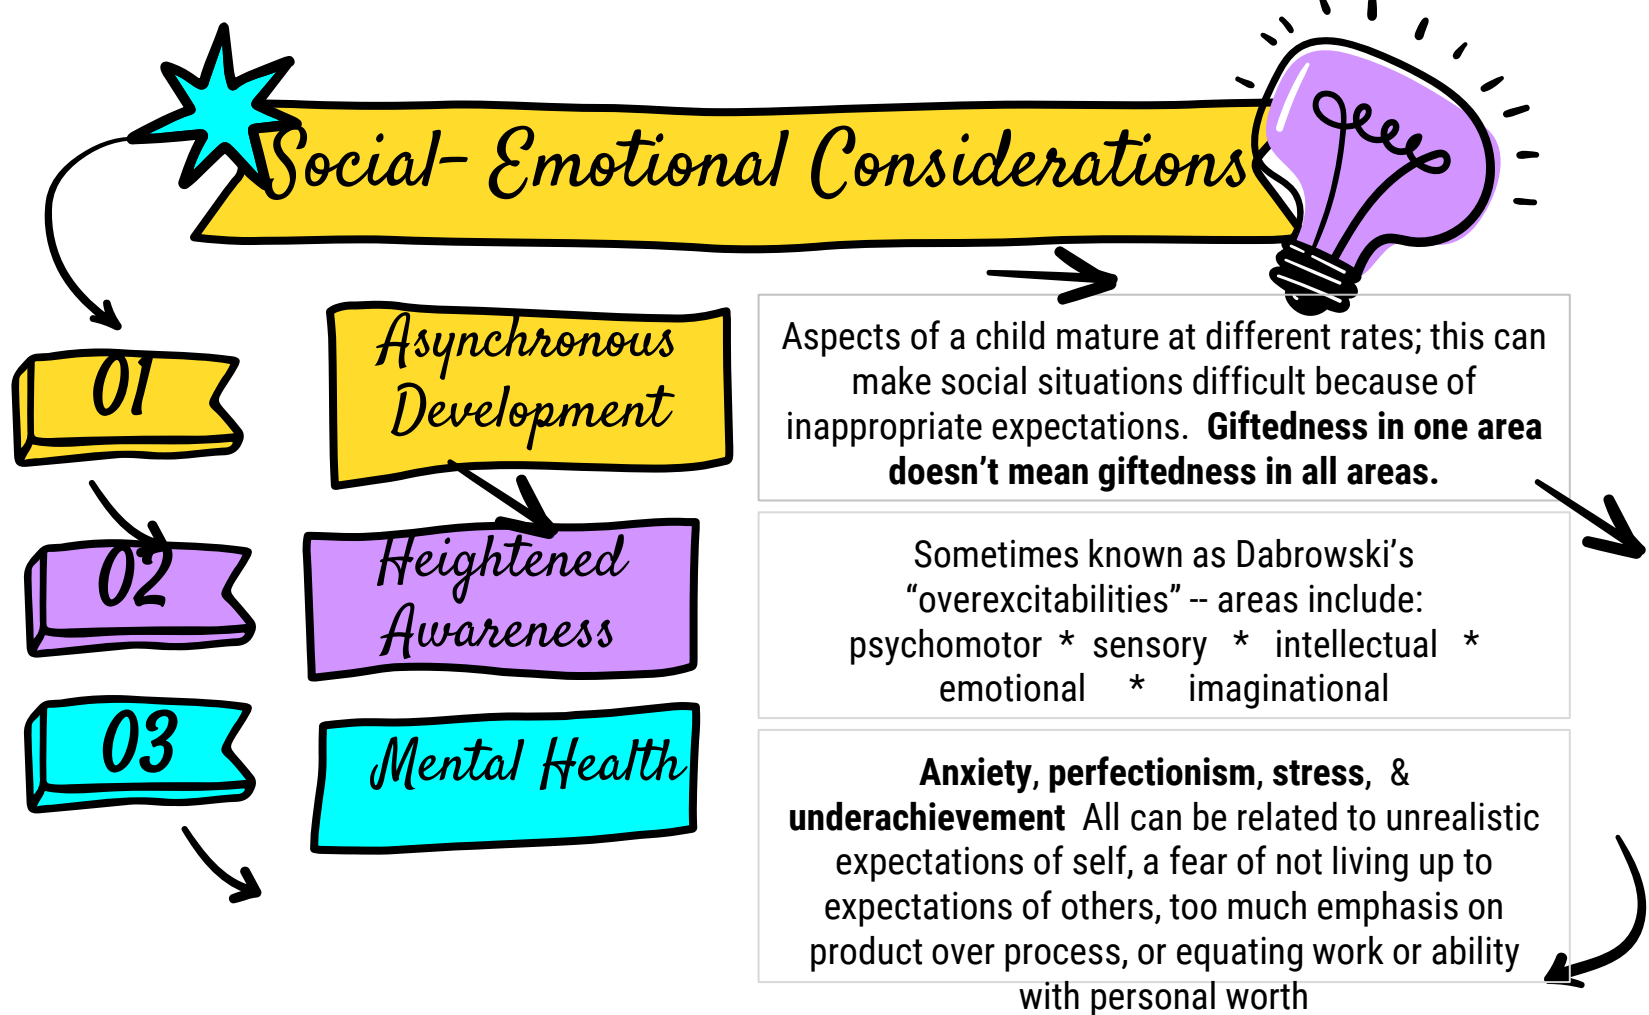 Social- Emotional Considerations
01
Asynchronous
Development
Aspects of a child mature at different rates; this can
make social situations difficult because of
inappropriate expectations.  Giftedness in one area
doesn’t mean giftedness in all areas.
02
Heightened
Awareness
Sometimes known as Dabrowski’s
“overexcitabilities” -- areas include:
psychomotor * sensory * intellectual *
emotional * imaginational
03
Mental Health
Anxiety, perfectionism, stress, &
underachievement All can be related to unrealistic
expectations of self, a fear of not living up to
expectations of others, too much emphasis on
product over process, or equating work or ability
with personal worth